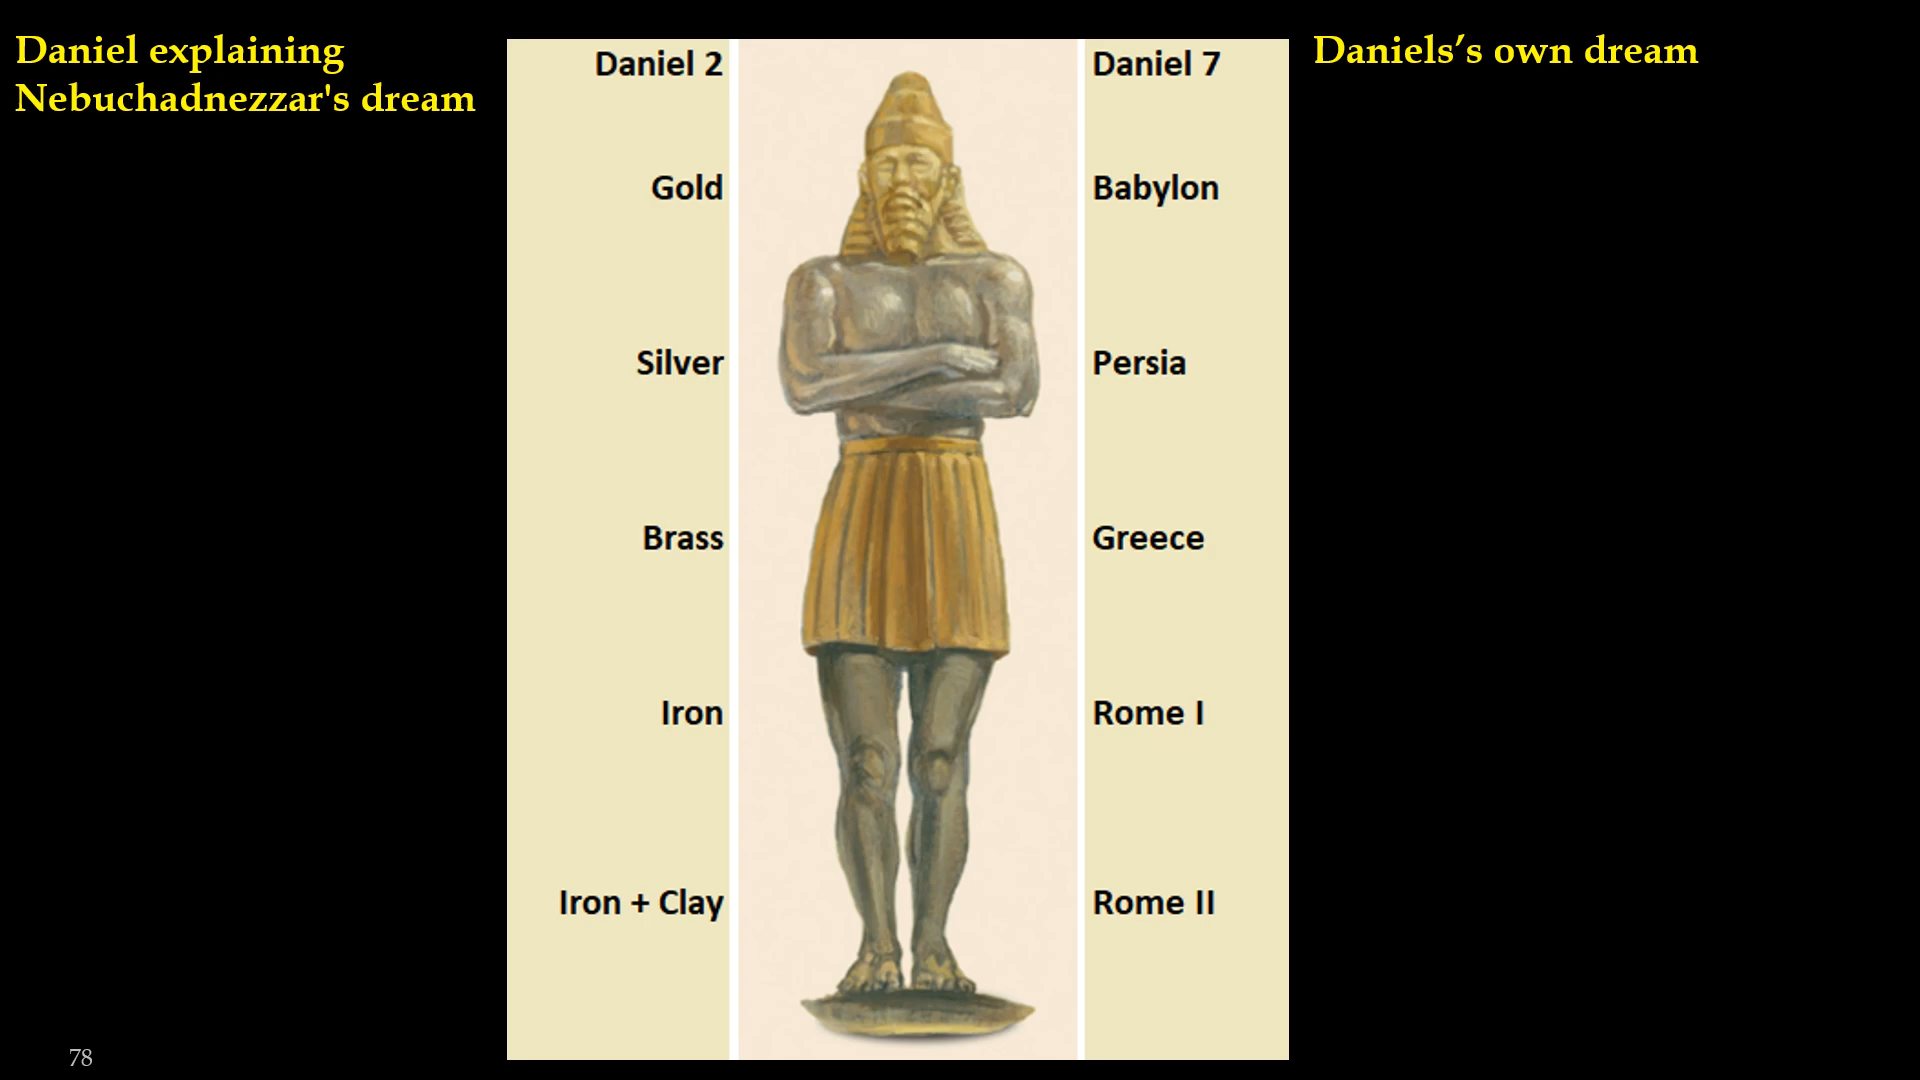 Daniel explaining
Nebuchadnezzar's dream
Daniel 2
Daniel 7
Daniels’s own dream
Gold
Babylon
Silver
Persia
Brass
Greece
Iron
Rome I
Iron + Clay
Rome II
78